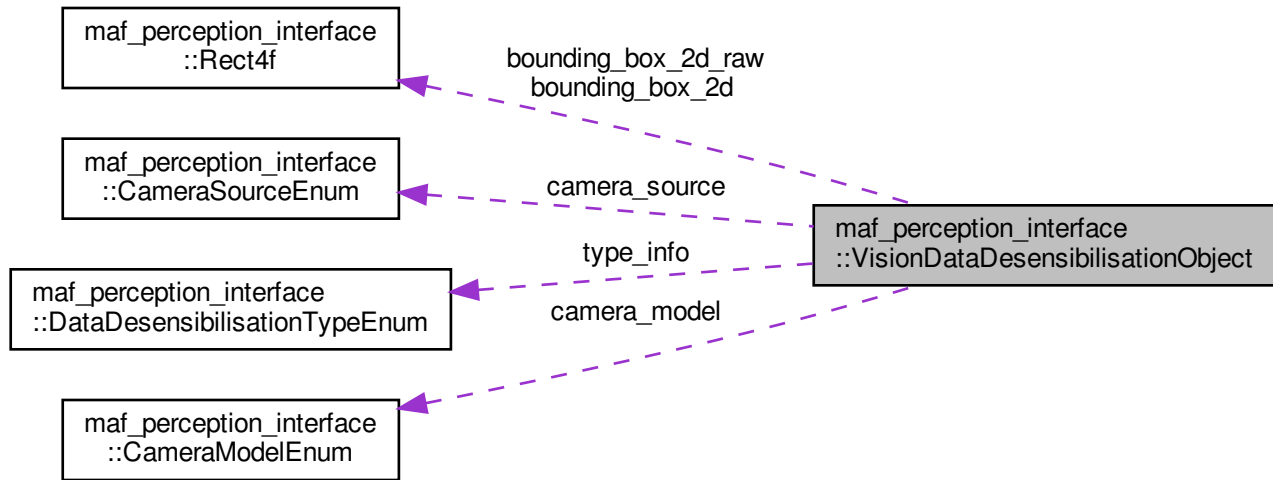 maf_perception_interface
::Rect4f
bounding_box_2d_raw
bounding_box_2d
maf_perception_interface
::CameraSourceEnum
camera_source
maf_perception_interface
::VisionDataDesensibilisationObject
type_info
maf_perception_interface
::DataDesensibilisationTypeEnum
camera_model
maf_perception_interface
::CameraModelEnum